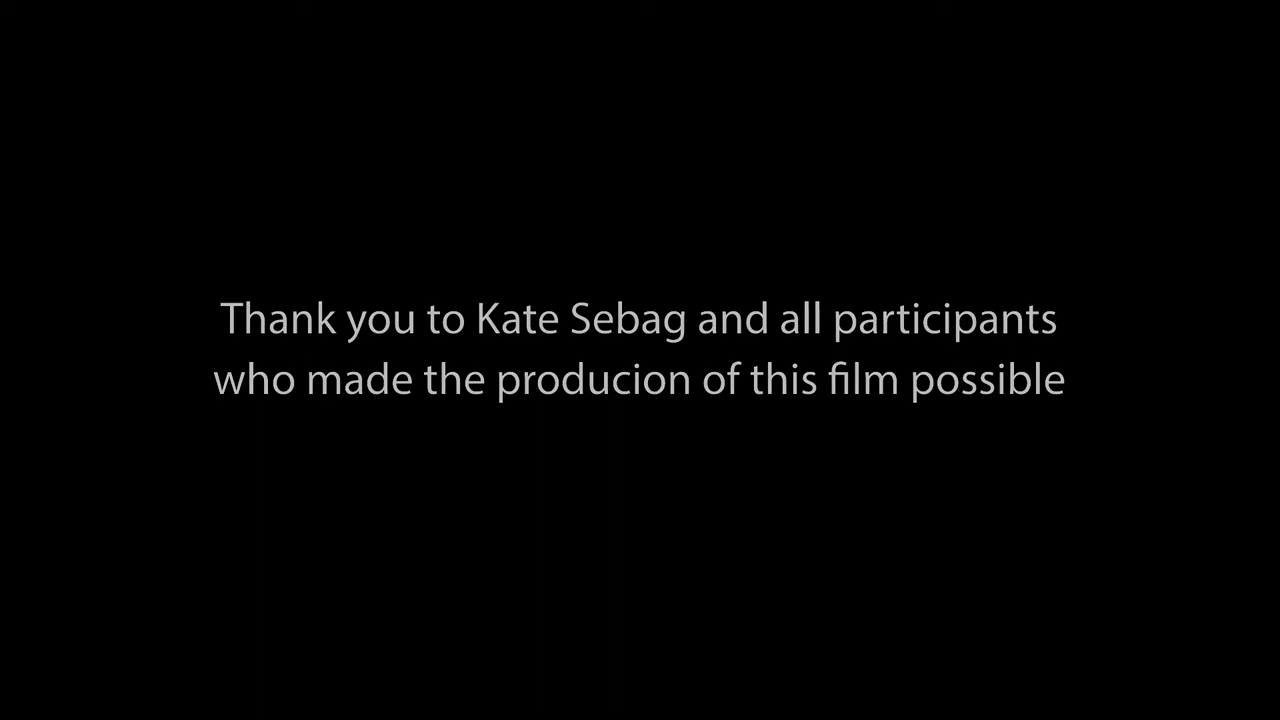 Thank you to Kate Sebag and all participants
who made the producion of this film possible